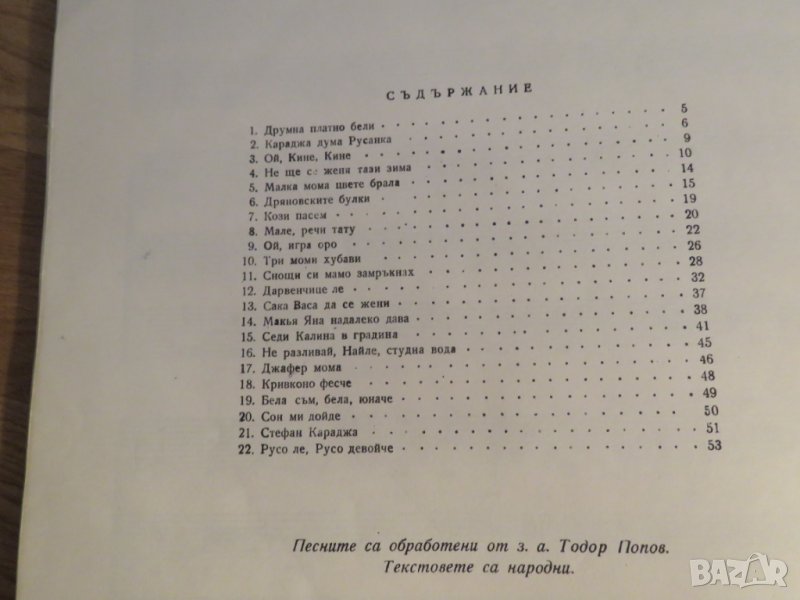 СЪДЪРЖАНИЕ
1. Друмна платно бели 5
2. Караджа дума Русанка 6
3. Ой, Кине, Кине 9
4. Не ще се женя тази зима 10
5. Малка мома цвете брала 14
6. Дряновските булки 15
7. Кози пасем 19
8. Мале, речи тату 20
9. Ой, игра оро 22
10. Три моми хубави 26
11. Снощи си мамо замръкнах 28
12. Дарвенчице ле 32
13. Сака Васа да се жени 37
14. Макья Яна надалеко дава 38
15. Седи Калина в градина 41
16. Не разливай, Найле, студна вода 45
17. Джафер мома 46
18. Кривконо фесче 48
19. Бела съм, бела, юначе 49
20. Сон ми дойде 50
21. Стефан Караджа 51
22. Русо ле, Русо девойче 53
Песните са обработени от з. а. Тодор Попов.
Текстовете са народни.
BAZAR
bg